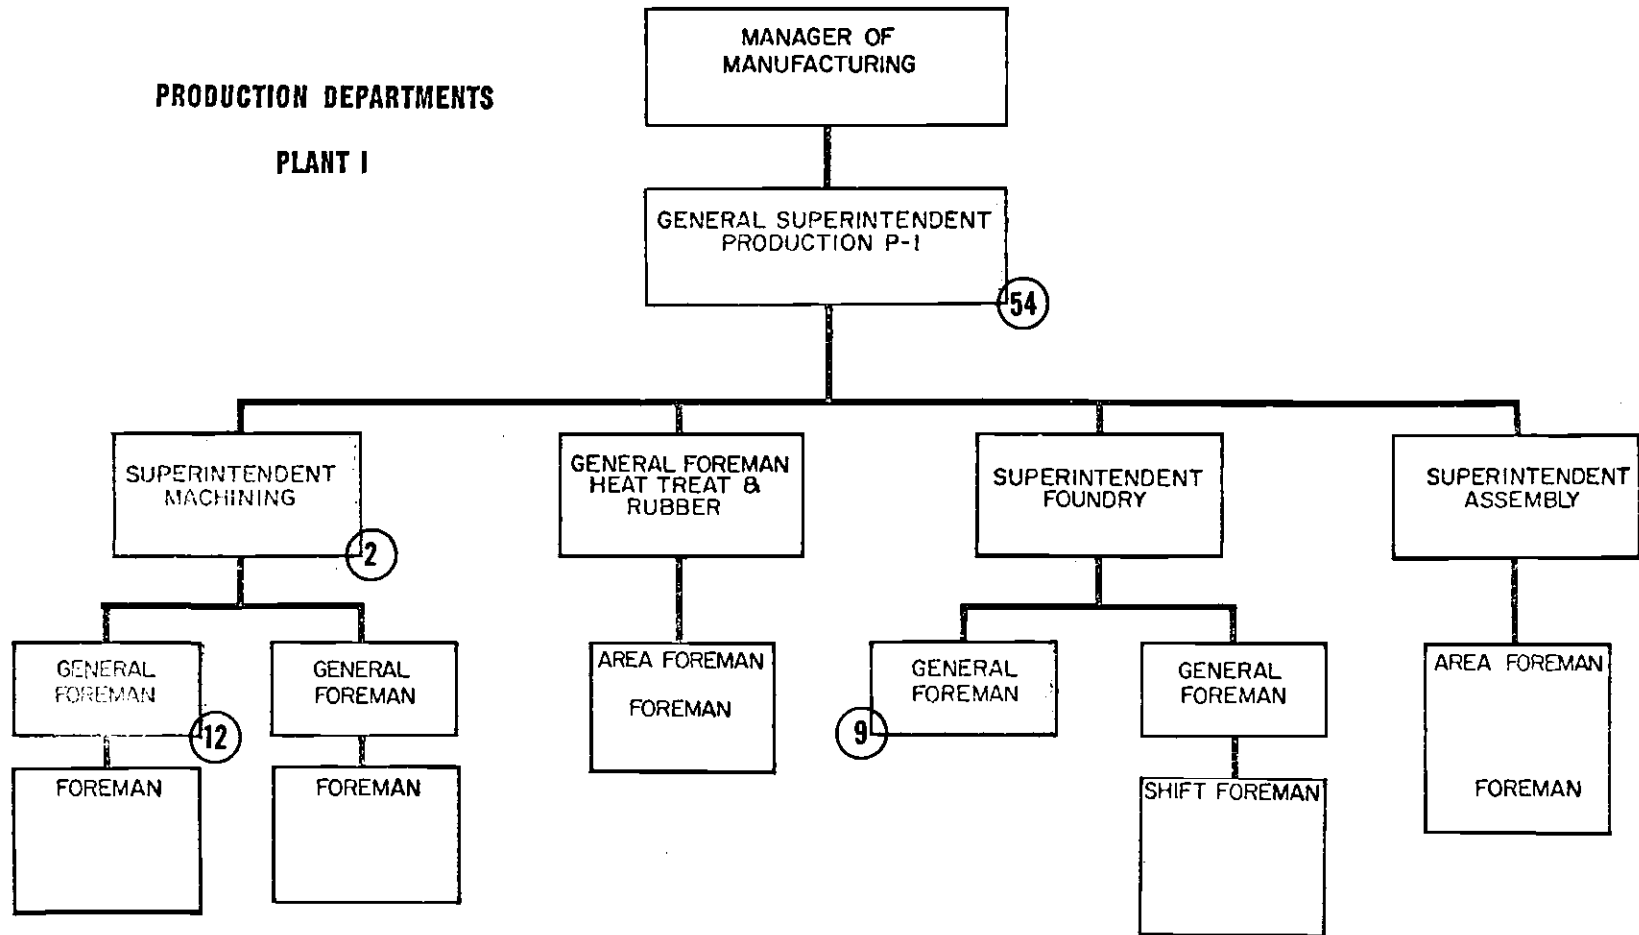 PRODUCTION DEPARTMENTS
PLANT I
MANAGER OF
MANUFACTURING
GENERAL SUPERINTENDENT
PRODUCTION P-1
54
SUPERINTENDENT
MACHINING
2
GENERAL FOREMAN
HEAT TREAT &
RUBBER
SUPERINTENDENT
FOUNDRY
SUPERINTENDENT
ASSEMBLY
GENERAL
FOREMAN
12
GENERAL
FOREMAN
AREA FOREMAN
FOREMAN
GENERAL
FOREMAN
9
GENERAL
FOREMAN
AREA FOREMAN
FOREMAN
FOREMAN
FOREMAN
SHIFT FOREMAN